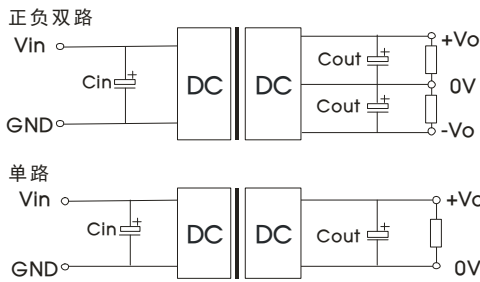 正负双路
Vin
+Vo
Cout
Cin
DC DC
0V
Cout
GND
-Vo
单路
Vin
+Vo
Cin
DC DC
Cout
GND
0V